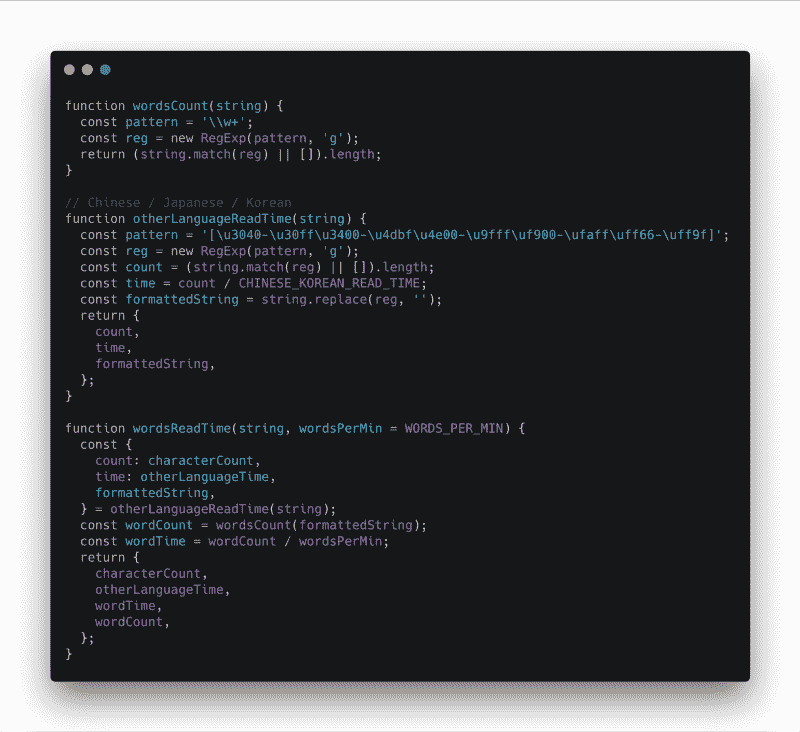 function wordsCount(string) {
  const pattern = '\\w+';
  const reg = new RegExp(pattern, 'g');
  return (string.match(reg) || []).length;
}
// Chinese / Japanese / Korean
function otherLanguageReadTime(string) {
  const pattern = '[\u3040-\u30ff\u3400-\u4dbf\u4e00-\u9fff\uf900-\ufaff\uff66-\uff9f]';
  const reg = new RegExp(pattern, 'g');
  const count = (string.match(reg) || []).length;
  const time = count / CHINESE_KOREAN_READ_TIME;
  const formattedString = string.replace(reg, '');
  return {
    count,
    time,
    formattedString,
  };
}
function wordsReadTime(string, wordsPerMin = WORDS_PER_MIN) {
  const {
    count: characterCount,
    time: otherLanguageTime,
    formattedString,
  } = otherLanguageReadTime(string);
  const wordCount = wordsCount(formattedString);
  const wordTime = wordCount / wordsPerMin;
  return {
    characterCount,
    otherLanguageTime,
    wordTime,
    wordCount,
  };
}